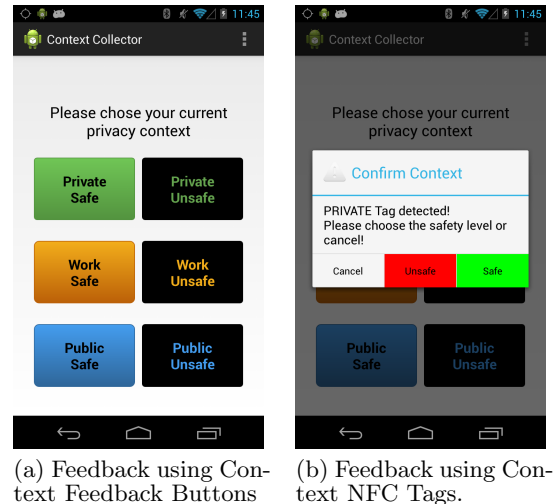 11:45
Context Collector
Please chose your current
privacy context
Private
Safe
Private
Unsafe
Work
Safe
Work
Unsafe
Public
Safe
Public
Unsafe
(a) Feedback using Con-
text Feedback Buttons
11:45
Context Collector
Please chose your current
privacy context
Confirm Context
PRIVATE Tag detected!
Please choose the safety level or
cancel!
Cancel
Unsafe
Safe
Public
Safe
Public
Unsafe
(b) Feedback using Con-
text NFC Tags.